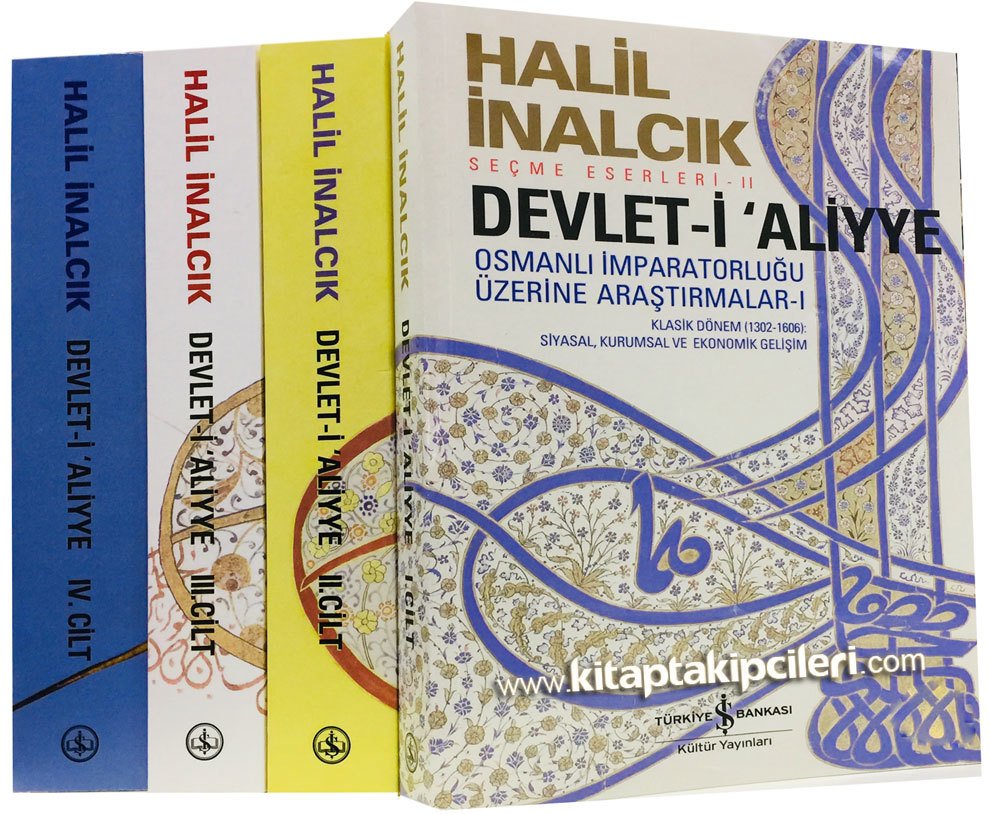 HALİL İNALCIK DEVLET-İ ‘ALİYYE IV. CİLT
HALİL İNALCIK DEVLET-İ ‘ALİYYE III.CİLT
HALİL İNALCIK DEVLET-İ ‘ALİYYE II.CİLT
HALİL İNALCIK DEVLET-İ ‘ALİYYE I.CİLT
HALİL
İNALCIK
SEÇME ESERLERİ-II
DEVLET-İ ‘ALİYYE
OSMANLI İMPARATORLUĞU
ÜZERİNE ARAŞTIRMALAR-I
KLASİK DÖNEM (1302-1606):
SİYASAL, KURUMSAL VE EKONOMİK GELİŞİM
www.kitaptakipcileri.com
TÜRKİYE İŞ BANKASI
Kültür Yayınları